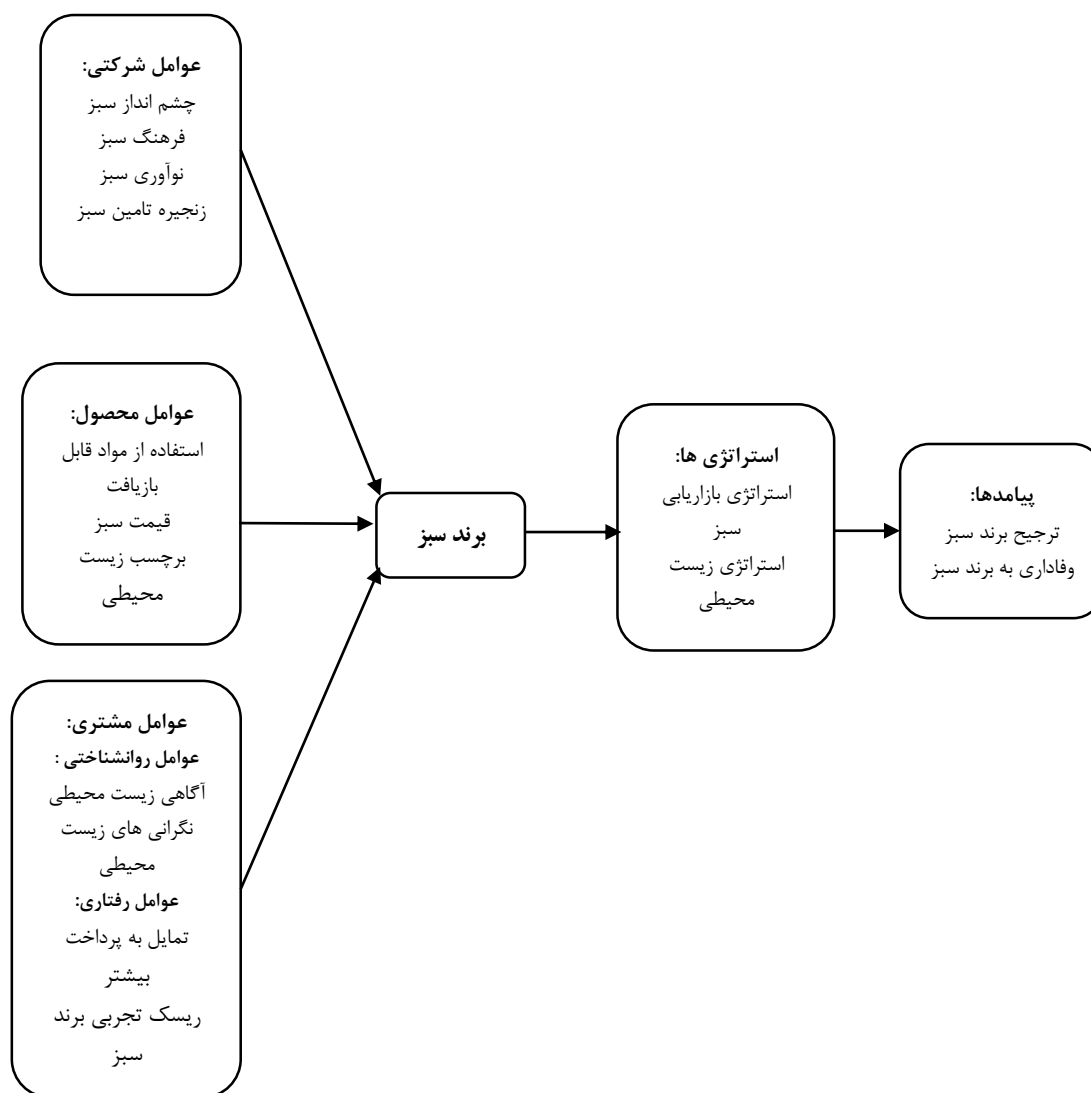 عوامل شرکتی:
چشم انداز سبز
فرهنگ سبز
نوآوری سبز
زنجیره تامین سبز
عوامل محصول:
استفاده از مواد قابل
بازیافت
قیمت سبز
برچسب زیست
محیطی
عوامل مشتری:
عوامل روانشناختی :
آگاهی زیست محیطی
نگرانی های زیست
محیطی
عوامل رفتاری:
تمایل به پرداخت
بیشتر
ریسک تجربی برند
سبز
برند سبز
استراتژی ها:
استراتژی بازاریابی
سبز
استراتژی زیست
محیطی
پیامدها:
ترجیح برند سبز
وفاداری به برند سبز